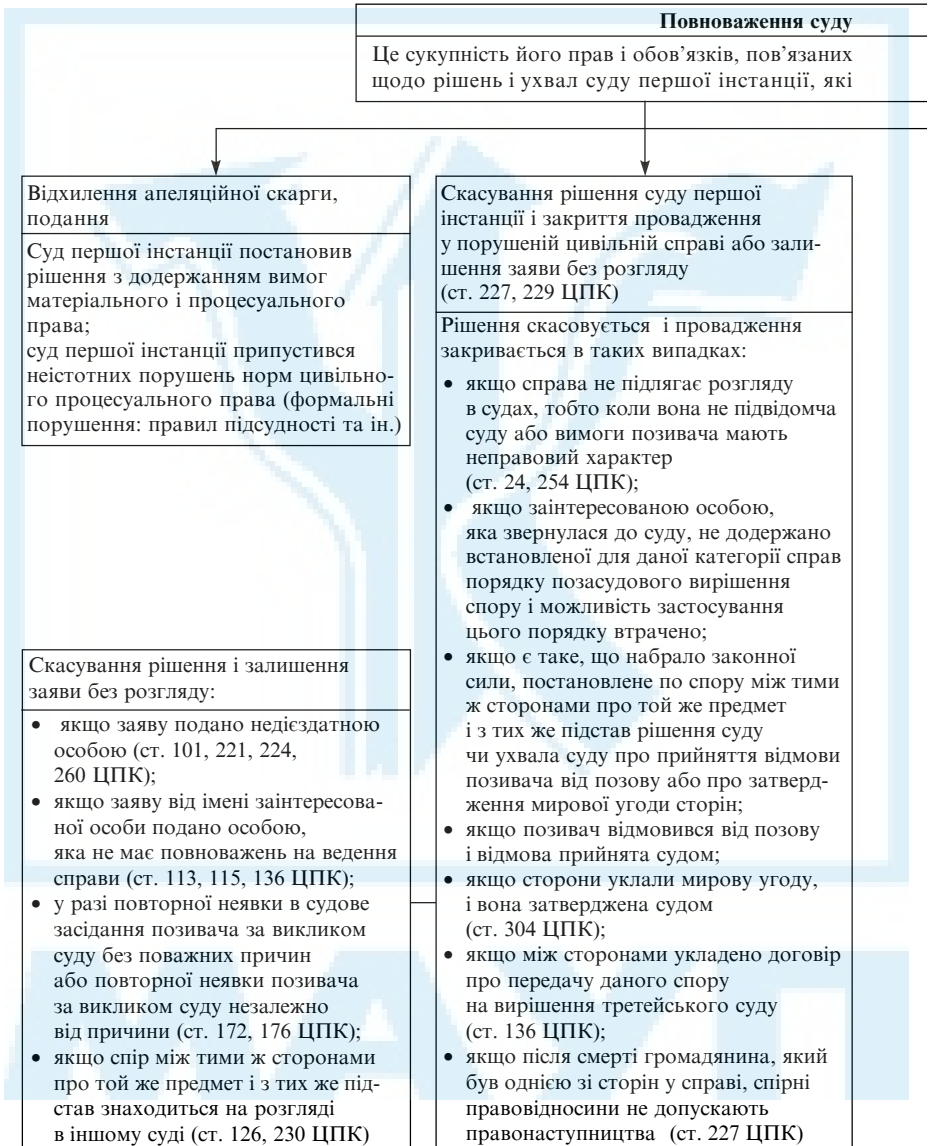 Повноваження суду
Це сукупність його прав і обов’язків, пов’язаних
щодо рішень і ухвал суду першої інстанції, які
Відхилення апеляційної скарги,
подання
Суд першої інстанції постановив
рішення з додержанням вимог
матеріального і процесуального
права;
суд першої інстанції припустився
неістотних порушень норм цивільно-
го процесуального права (формальні
порушення: правил підсудності та ін.)
Скасування рішення і залишення
заяви без розгляду:
• якщо заяву подано недієздатною
особою (ст. 101, 221, 224,
260 ЦПК);
• якщо заяву від імені заінтересова-
ної особи подано особою,
яка не має повноважень на ведення
справи (ст. 113, 115, 136 ЦПК);
• у разі повторної неявки в судове
засідання позивача за викликом
суду без поважних причин
або повторної неявки позивача
за викликом суду незалежно
від причини (ст. 172, 176 ЦПК);
• якщо спір між тими ж сторонами
про той же предмет і з тих же під-
став знаходиться на розгляді
в іншому суді (ст. 126, 230 ЦПК)
Скасування рішення суду першої
інстанції і закриття провадження
у порушеній цивільній справі або зали-
шення заяви без розгляду
(ст. 227, 229 ЦПК)
Рішення скасовується і провадження
закривається в таких випадках:
• якщо справа не підлягає розгляду
в судах, тобто коли вона не підвідомча
суду або вимоги позивача мають
неправовий характер
(ст. 24, 254 ЦПК);
• якщо заінтересованою особою,
яка звернулася до суду, не додержано
встановленої для даної категорії справ
порядку позасудового вирішення
спору і можливість застосування
цього порядку втрачено;
• якщо є таке, що набрало законної
сили, постановлене по спору між тими
ж сторонами про той же предмет
і з тих же підстав рішення суду
чи ухвала суду про прийняття відмови
позивача від позову або про затверд-
ження мирової угоди сторін;
• якщо позивач відмовився від позову
і відмова прийнята судом;
• якщо сторони уклали мирову угоду,
і вона затверджена судом
(ст. 304 ЦПК);
• якщо між сторонами укладено договір
про передачу даного спору
на вирішення третейського суду
(ст. 136 ЦПК);
• якщо після смерті громадянина, який
був однією зі сторін у справі, спірні
правовідносини не допускають
правонаступництва (ст. 227 ЦПК)
МАУП